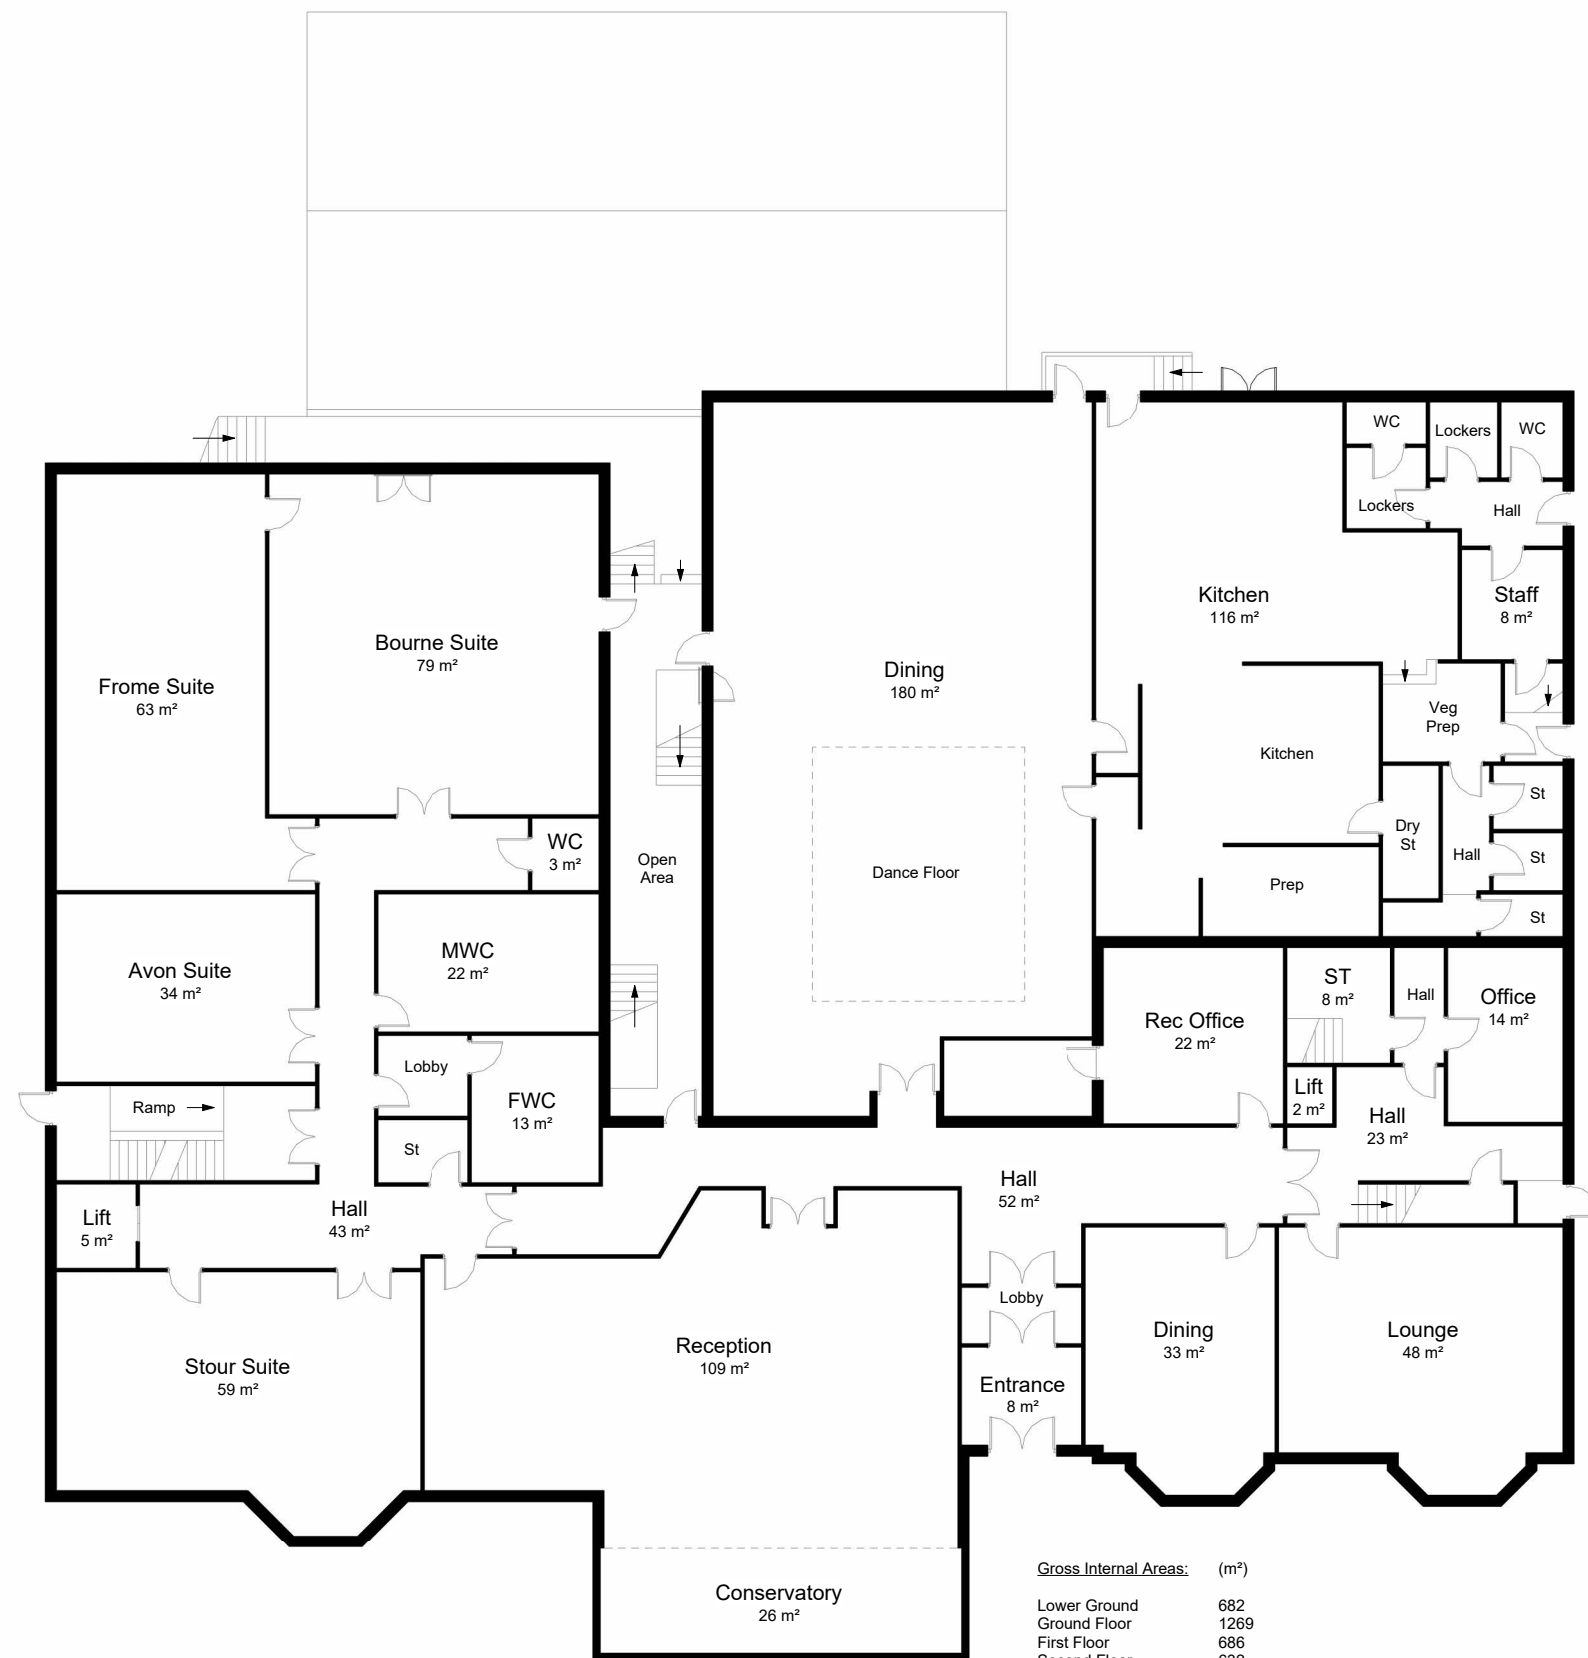 WC
Lockers
WC
Lockers
Hall
Kitchen
116 m²
Staff
8 m²
Bourne Suite
79 m²
Frome Suite
63 m²
Dining
180 m²
Veg
Prep
Kitchen
St
Dry
St
WC
3 m²
Open
Area
Hall
St
Dance Floor
Prep
St
MWC
22 m²
Avon Suite
34 m²
ST
8 m²
Hall
Office
14 m²
Rec Office
22 m²
Lobby
Ramp
FWC
13 m²
Lift
2 m²
Hall
23 m²
St
Hall
52 m²
Lift
5 m²
Hall
43 m²
Lobby
Reception
109 m²
Dining
33 m²
Lounge
48 m²
Stour Suite
59 m²
Entrance
8 m²
Conservatory
26 m²
Gross Internal Areas: (m²)
Lower Ground 682
Ground Floor 1269
First Floor 686